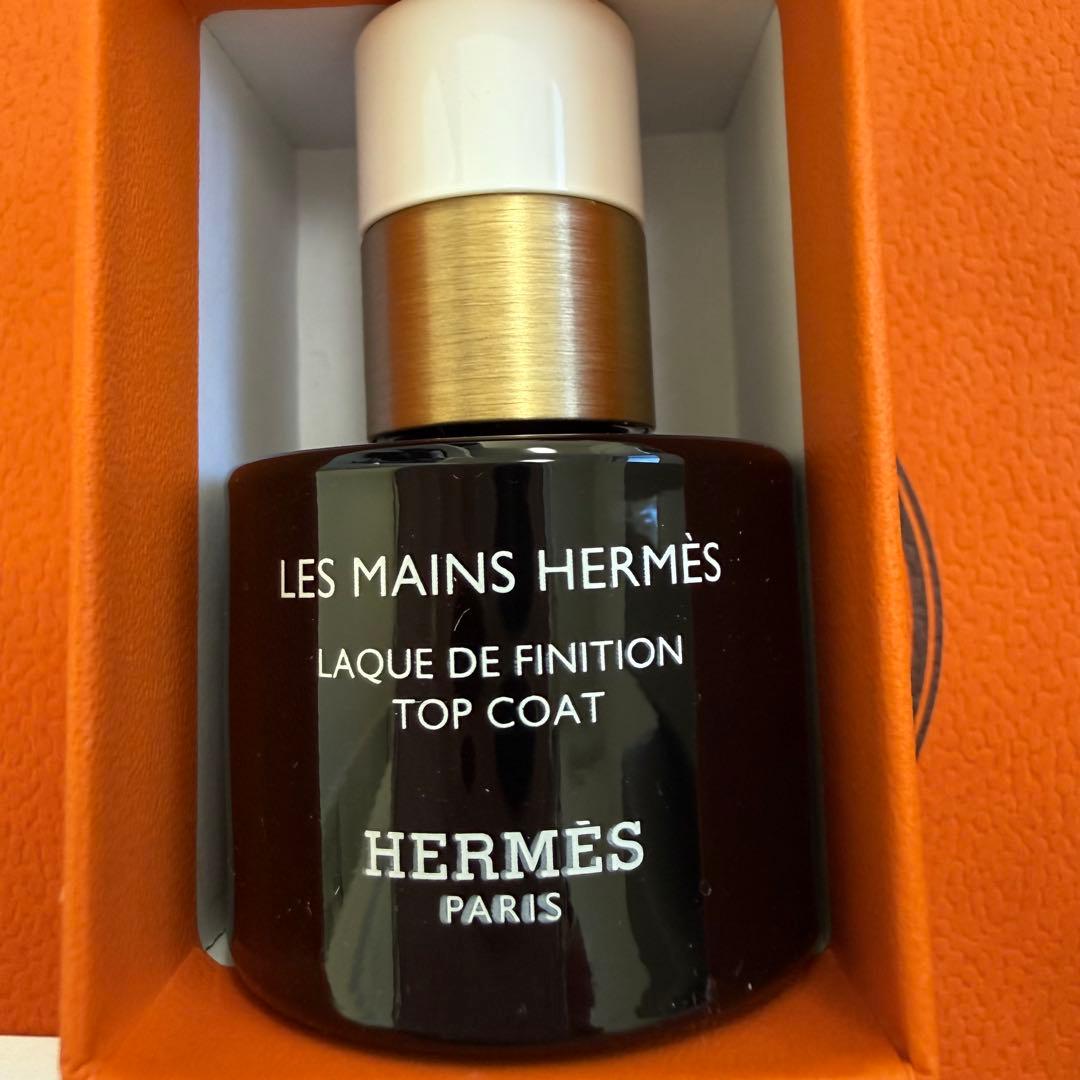 LES MAINS HERMÈS
LAQUE DE FINITION
TOP COAT
HERMÈS
PARIS